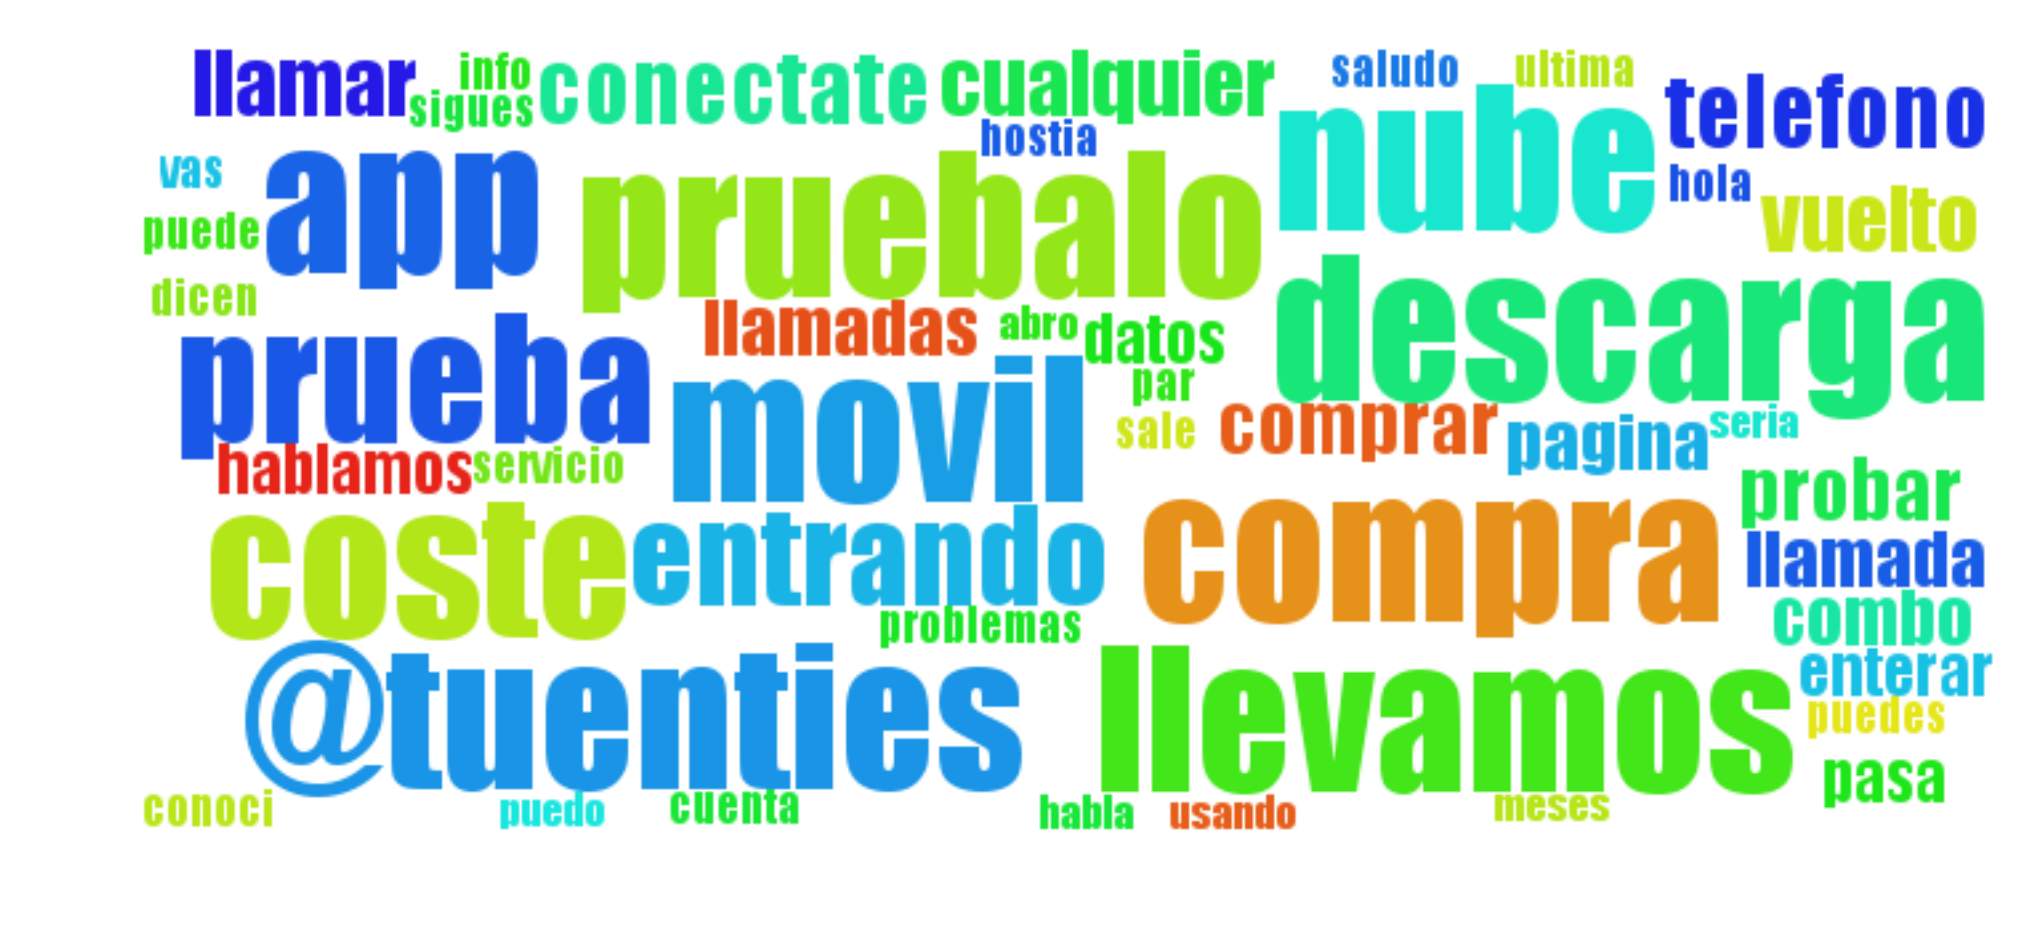 llamar info conectate cualquier saludo ultima telefono
sigues hostia nube hola
vas app pruebalo vuelto
puede
dicen descarga
prueba llamadas abro datos
movil par
sale comprar pagina seria
hablamos servicio probar
coste entrando compra llamada
problemas combo
@tuenties llevamos enterar
puedes
pasa
conoci puedo cuenta habla usando meses